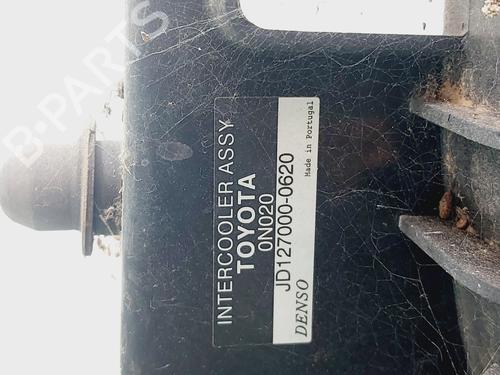 INTERCOOLER ASSY
TOYOTA
0N020
JD127000-0620
DENSO
Made in Portugal
B-PARTS